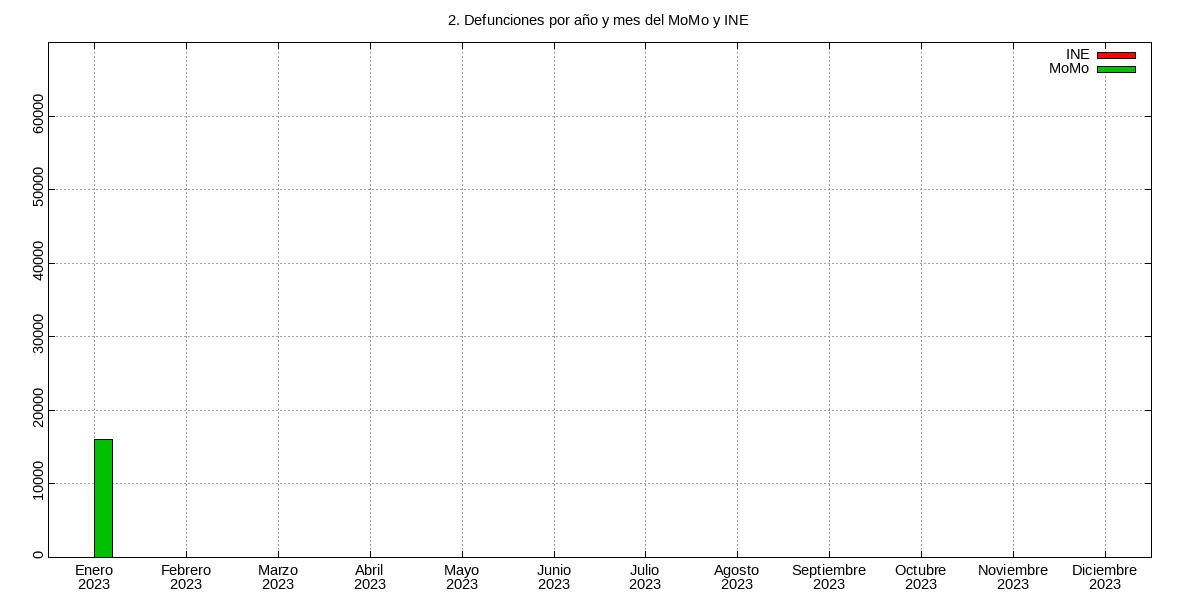 2. Defunciones por año y mes del MoMo y INE
INE
MoMo
60000
50000
40000
30000
20000
10000
0
Enero Febrero Marzo Abril Mayo Junio Julio Agosto Septiembre Octubre Noviembre Diciembre
2023 2023 2023 2023 2023 2023 2023 2023 2023 2023 2023 2023